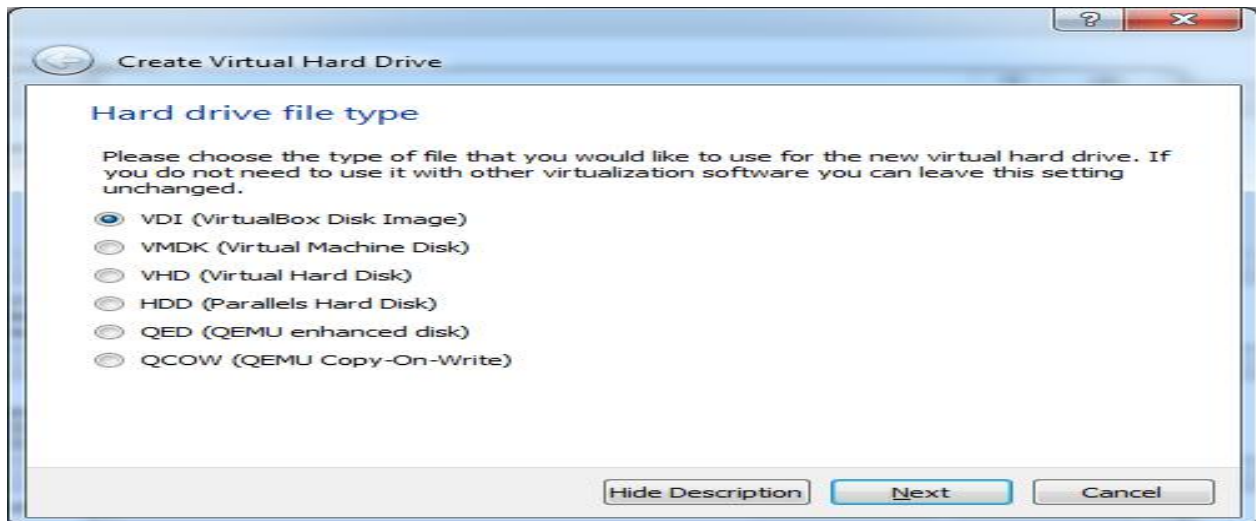 Create Virtual Hard Drive
Hard drive file type
Please choose the type of file that you would like to use for the new virtual hard drive. If
you do not need to use it with other virtualization software you can leave this setting
unchanged.
VDI (VirtualBox Disk Image)
VMDK (Virtual Machine Disk)
VHD (Virtual Hard Disk)
HDD (Parallels Hard Disk)
QED (QEMU enhanced disk)
QCOW (QEMU Copy-On-Write)
Hide Description Next Cancel